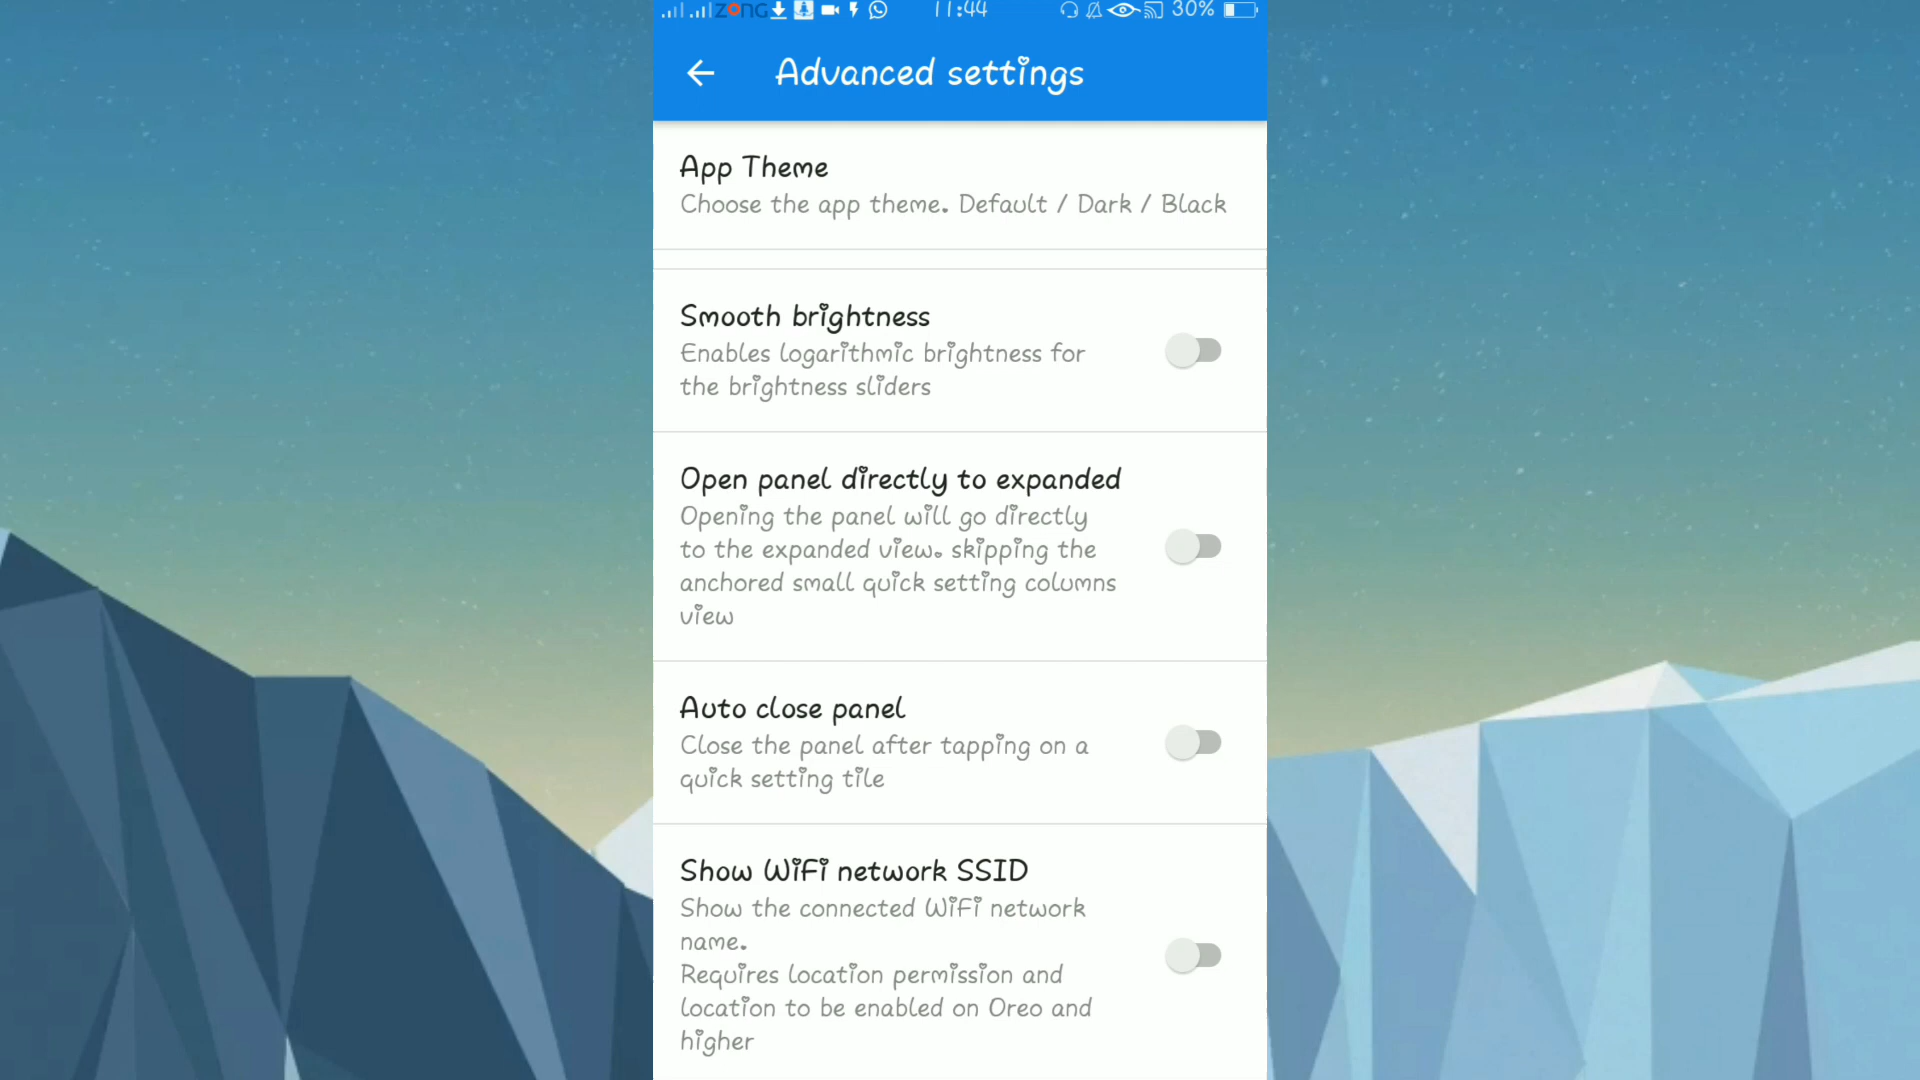 ZONG 11:44 30%
Advanced settings
App Theme
Choose the app theme. Default / Dark / Black
Smooth brightness
Enables logarithmic brightness for
the brightness sliders
Open panel directly to expanded
Opening the panel will go directly
to the expanded view. skipping the
anchored small quick setting columns
view
Auto close panel
Close the panel after tapping on a
quick setting tile
Show WiFi network SSID
Show the connected WiFi network
name.
Requires location permission and
location to be enabled on Oreo and
higher